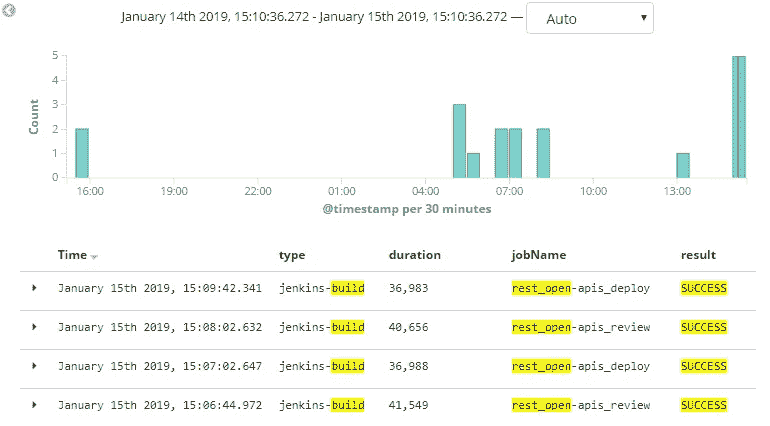 January 14th 2019, 15:10:36.272 - January 15th 2019, 15:10:36.272 — Auto
5
4
3
2
1
0
Count
16:00 19:00 22:00 01:00 04:00 07:00 10:00 13:00
@timestamp per 30 minutes
Time type duration jobName result
January 15th 2019, 15:09:42.341 jenkins-build 36,983 rest_open-apis_deploy SUCCESS
January 15th 2019, 15:08:02.632 jenkins-build 40,656 rest_open-apis_review SUCCESS
January 15th 2019, 15:07:02.647 jenkins-build 36,988 rest_open-apis_deploy SUCCESS
January 15th 2019, 15:06:44.972 jenkins-build 41,549 rest_open-apis_review SUCCESS